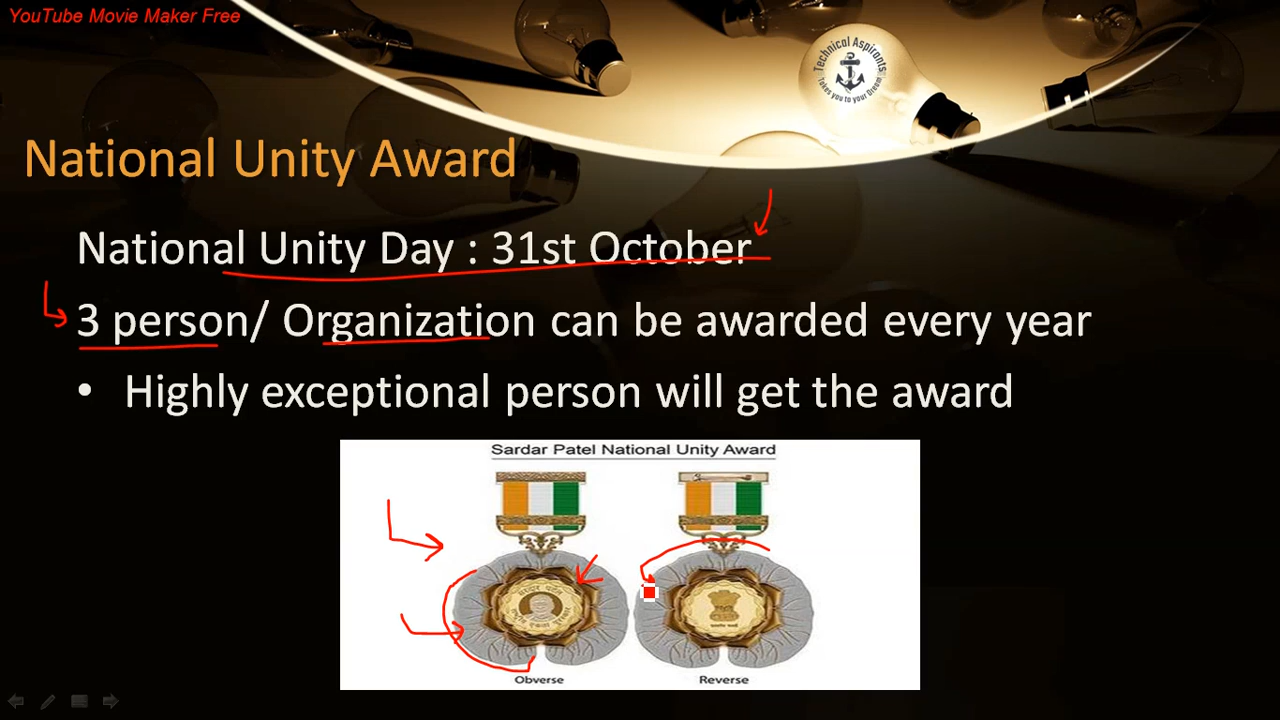 YouTube Movie Maker Free
Technical Aspirants
Takes you to your Dream
National Unity Award
National Unity Day : 31st October
3 person/ Organization can be awarded every year
• Highly exceptional person will get the award
Sardar Patel National Unity Award
Obverse
Reverse